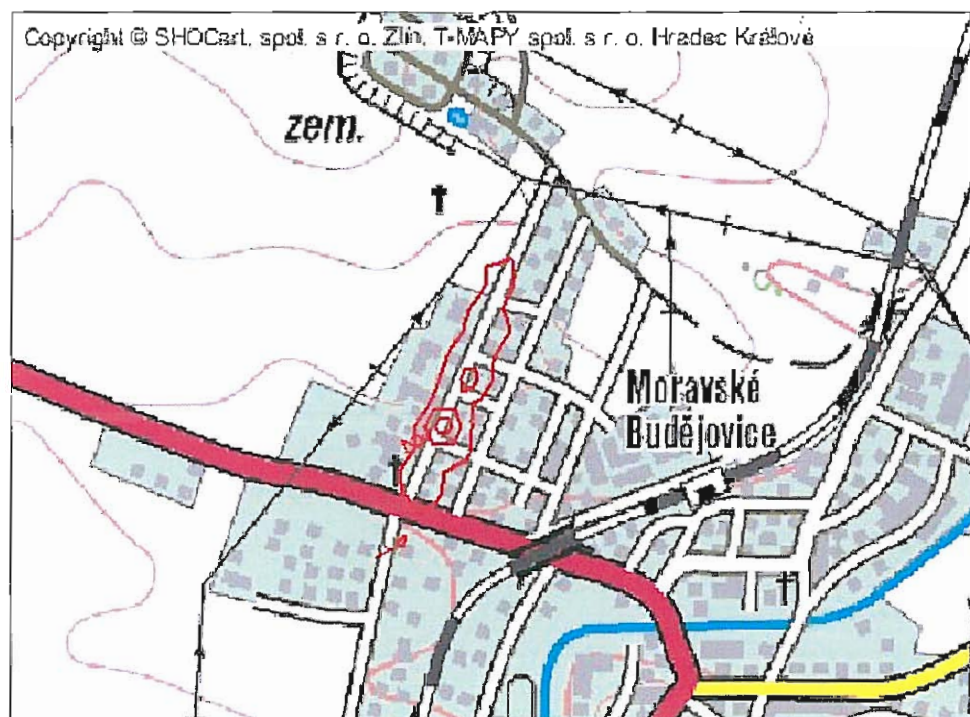 Copyright © SHOCart, spol. s r. o. Zlín, T-MAPY spol. s r. o. Hradec Králové
zem.
Moravské
Budějovice